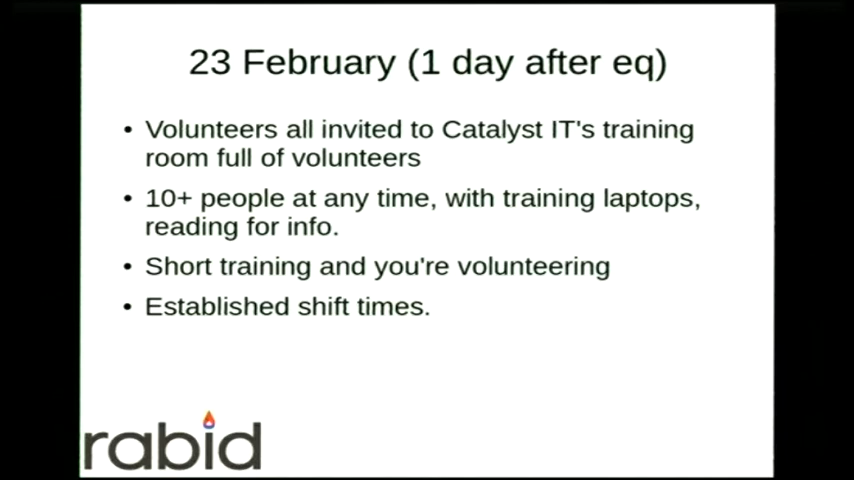 23 February (1 day after eq)
• Volunteers all invited to Catalyst IT's training
room full of volunteers
• 10+ people at any time, with training laptops,
reading for info.
• Short training and you're volunteering
• Established shift times.
rabid